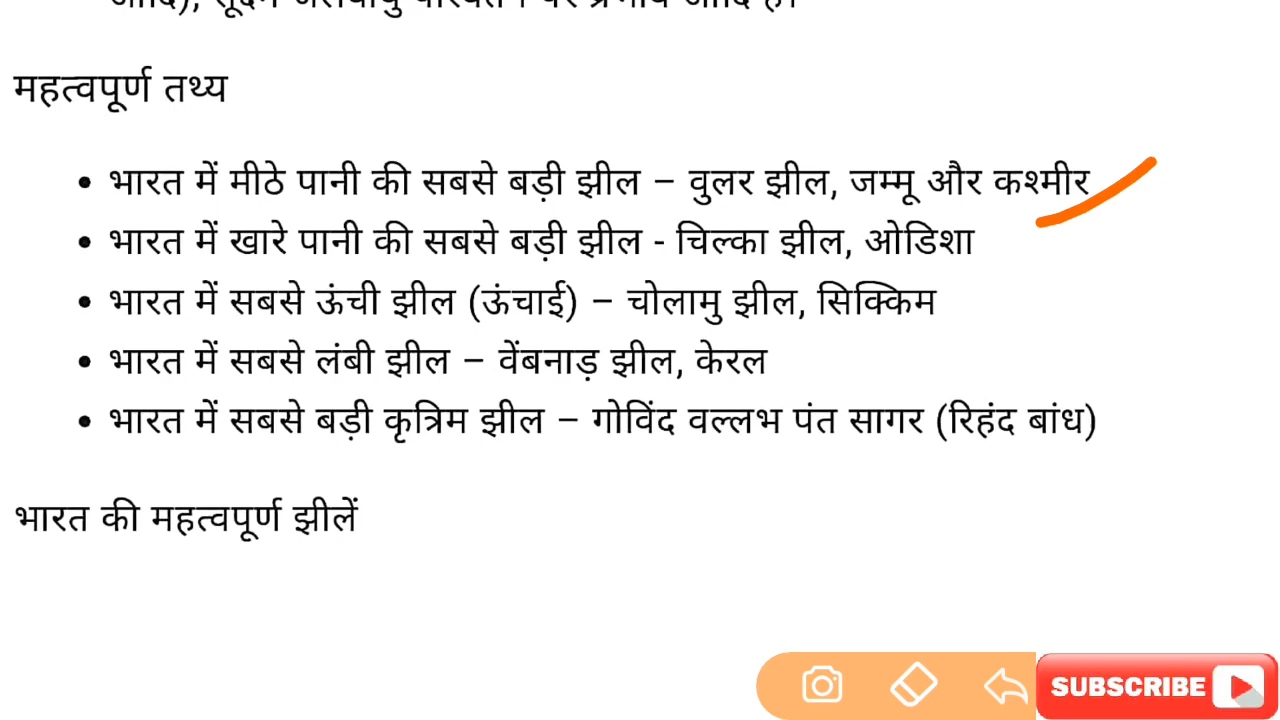 महत्वपूर्ण तथ्य
• भारत में मीठे पानी की सबसे बड़ी झील – वुलर झील, जम्मू और कश्मीर
• भारत में खारे पानी की सबसे बड़ी झील - चिल्का झील, ओडिशा
• भारत में सबसे ऊंची झील (ऊंचाई) – चोलामु झील, सिक्किम
• भारत में सबसे लंबी झील – वेंबनाड़ झील, केरल
• भारत में सबसे बड़ी कृत्रिम झील – गोविंद वल्लभ पंत सागर (रिहंद बांध)
भारत की महत्वपूर्ण झीलें
SUBSCRIBE